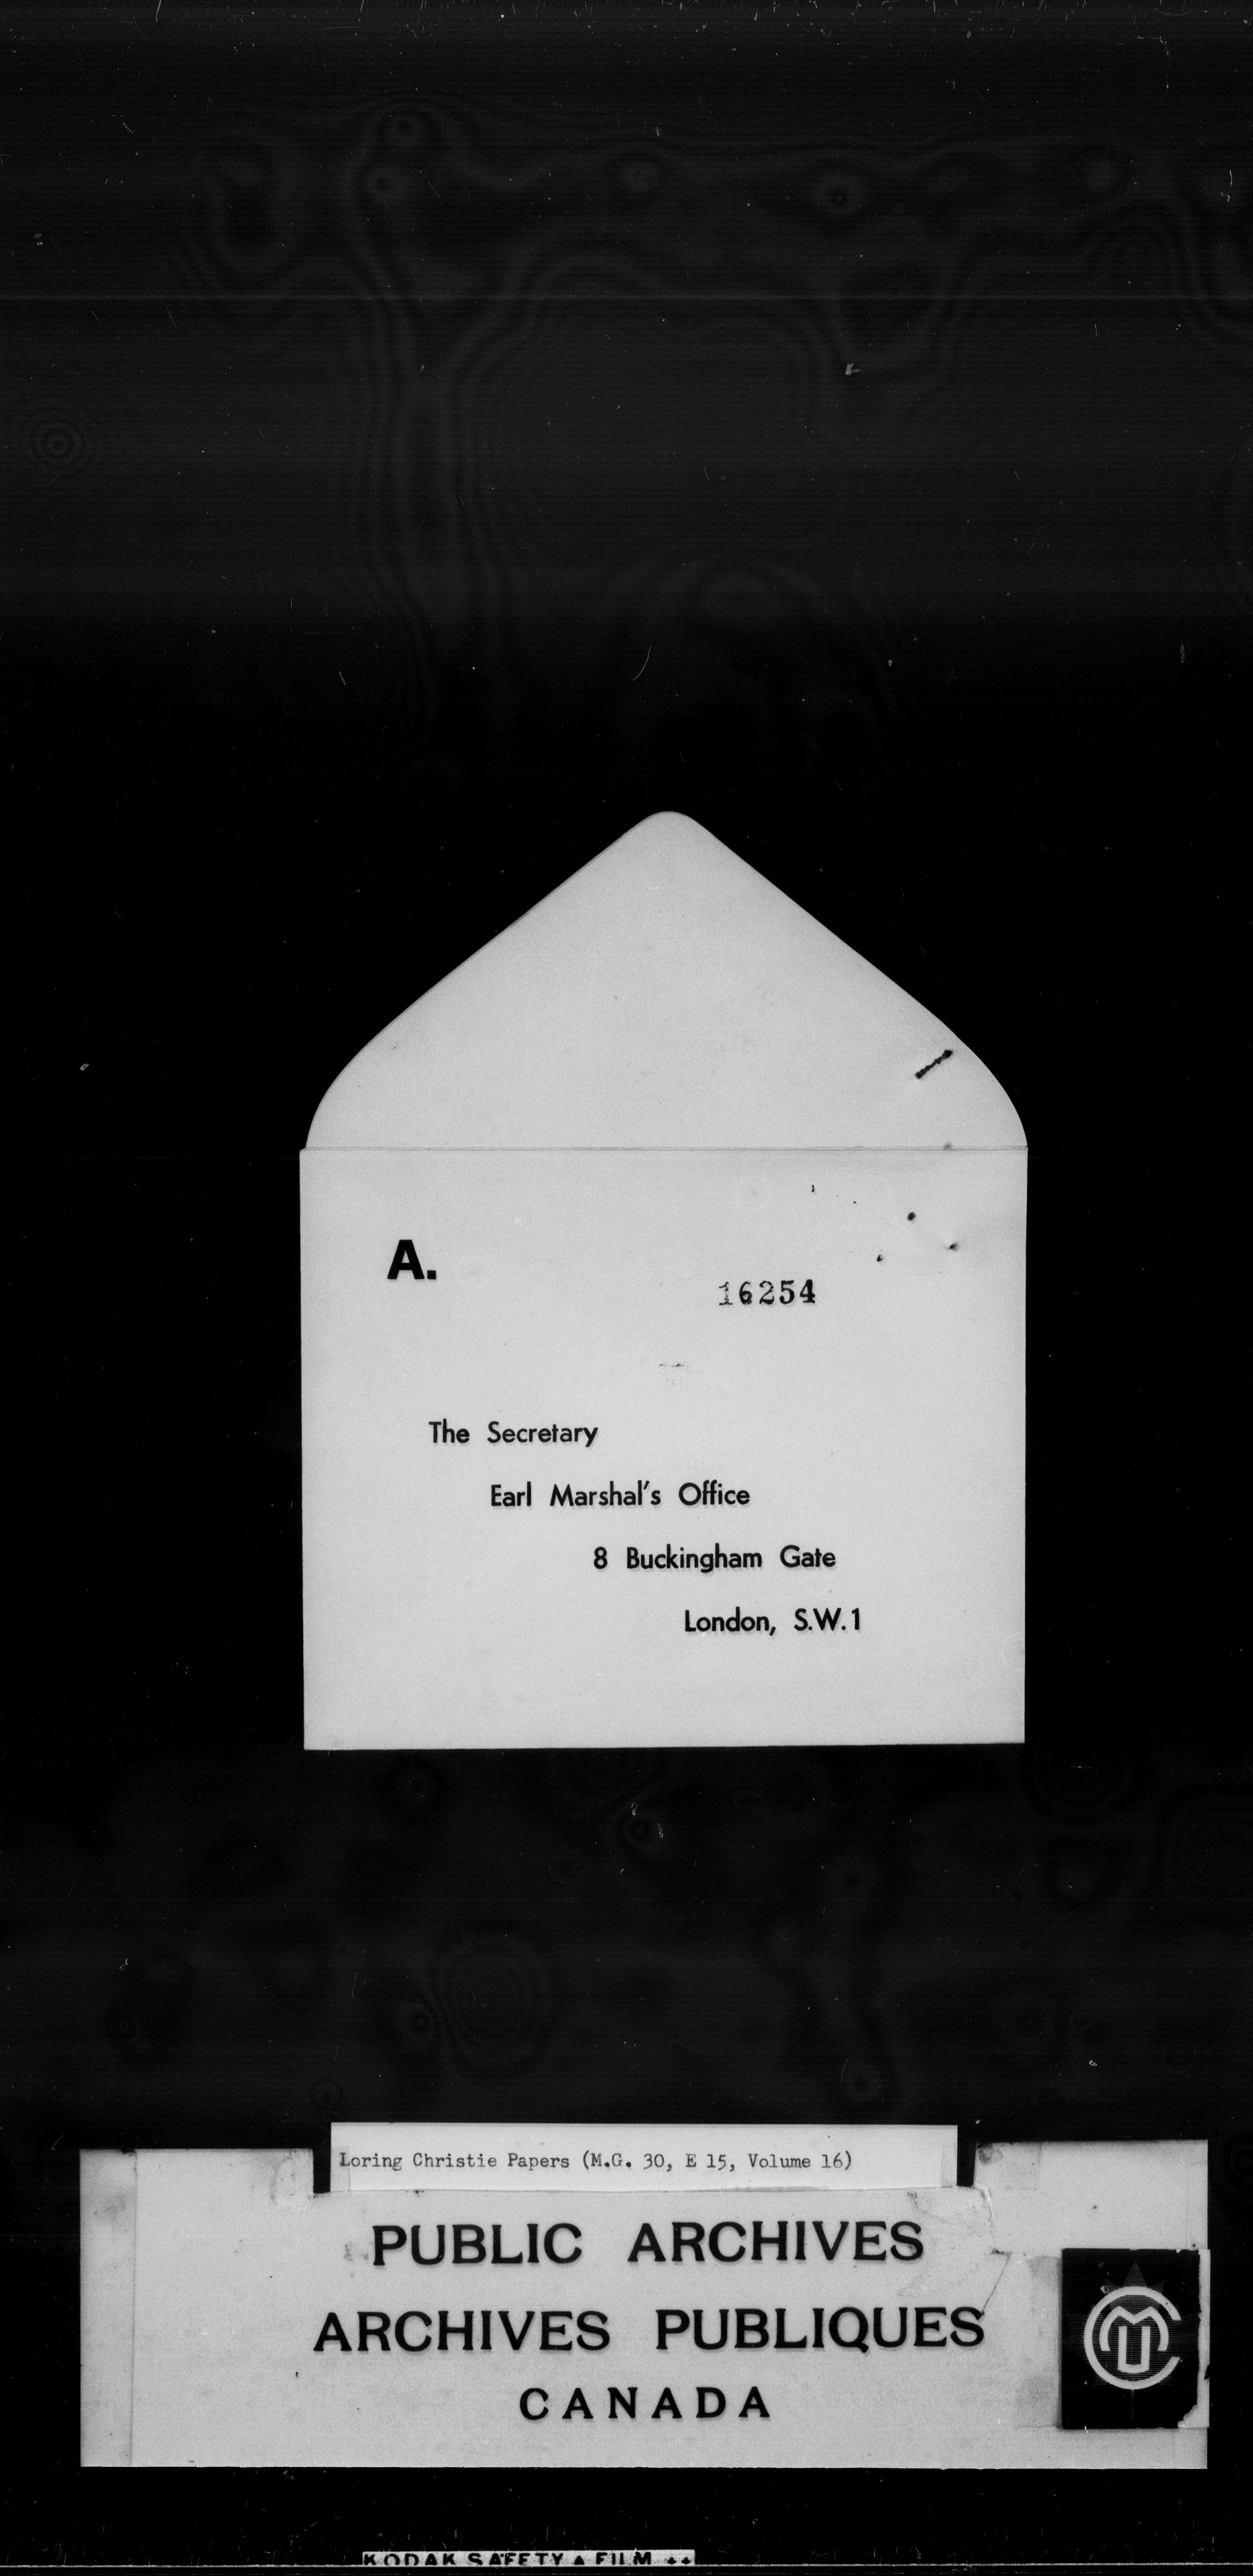 A.
16254
The Secretary
Earl Marshal's Office
8 Buckingham Gate
London, S.W.1
Loring Christie Papers (M.G. 30, E 15, Volume 16)
PUBLIC ARCHIVES
ARCHIVES PUBLIQUES
CANADA
KODAK SAFETY ▲ FILM ++